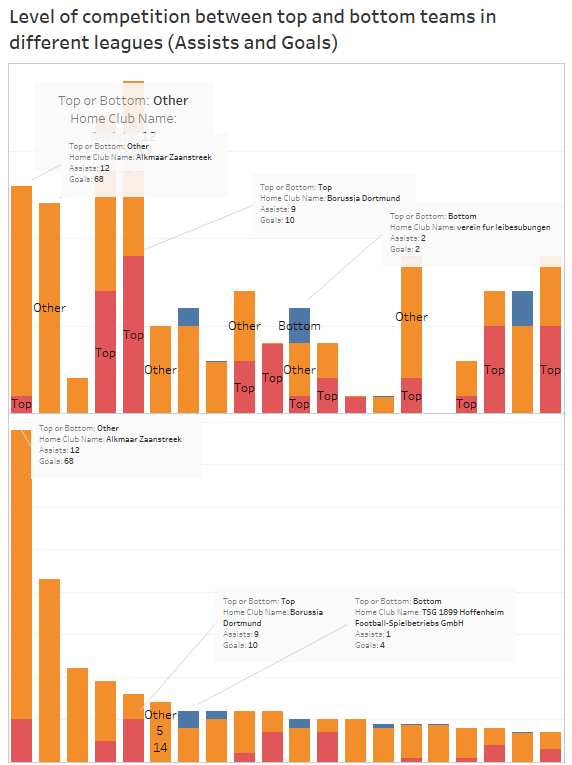 Level of competition between top and bottom teams in
different leagues (Assists and Goals)
Top or Bottom: Other
Home Club Name:
12
Top or Bottom: Other
Home Club Name: Alkmaar Zaanstreek
Assists: 12
Goals: 68
Top or Bottom: Top
Home Club Name: Borussia Dortmund
Assists: 9
Goals: 10
Top or Bottom: Bottom
Home Club Name: verein fur leibesubungen
Assists: 2
Goals: 2
Other
Other
Other
Bottom
Other
Other
Top
Top
Top
Top
Top
Other
Top
Top
Top
Top
Top
Top
Top
Top or Bottom: Other
Home Club Name: Alkmaar Zaanstreek
Assists: 12
Goals: 68
Top or Bottom: Top
Home Club Name: Borussia
Dortmund
Assists: 9
Goals: 10
Top or Bottom: Bottom
Home Club Name: TSG 1899 Hoffenheim
Football-Spielbetriebs GmbH
Assists: 1
Goals: 4
Other
5
14